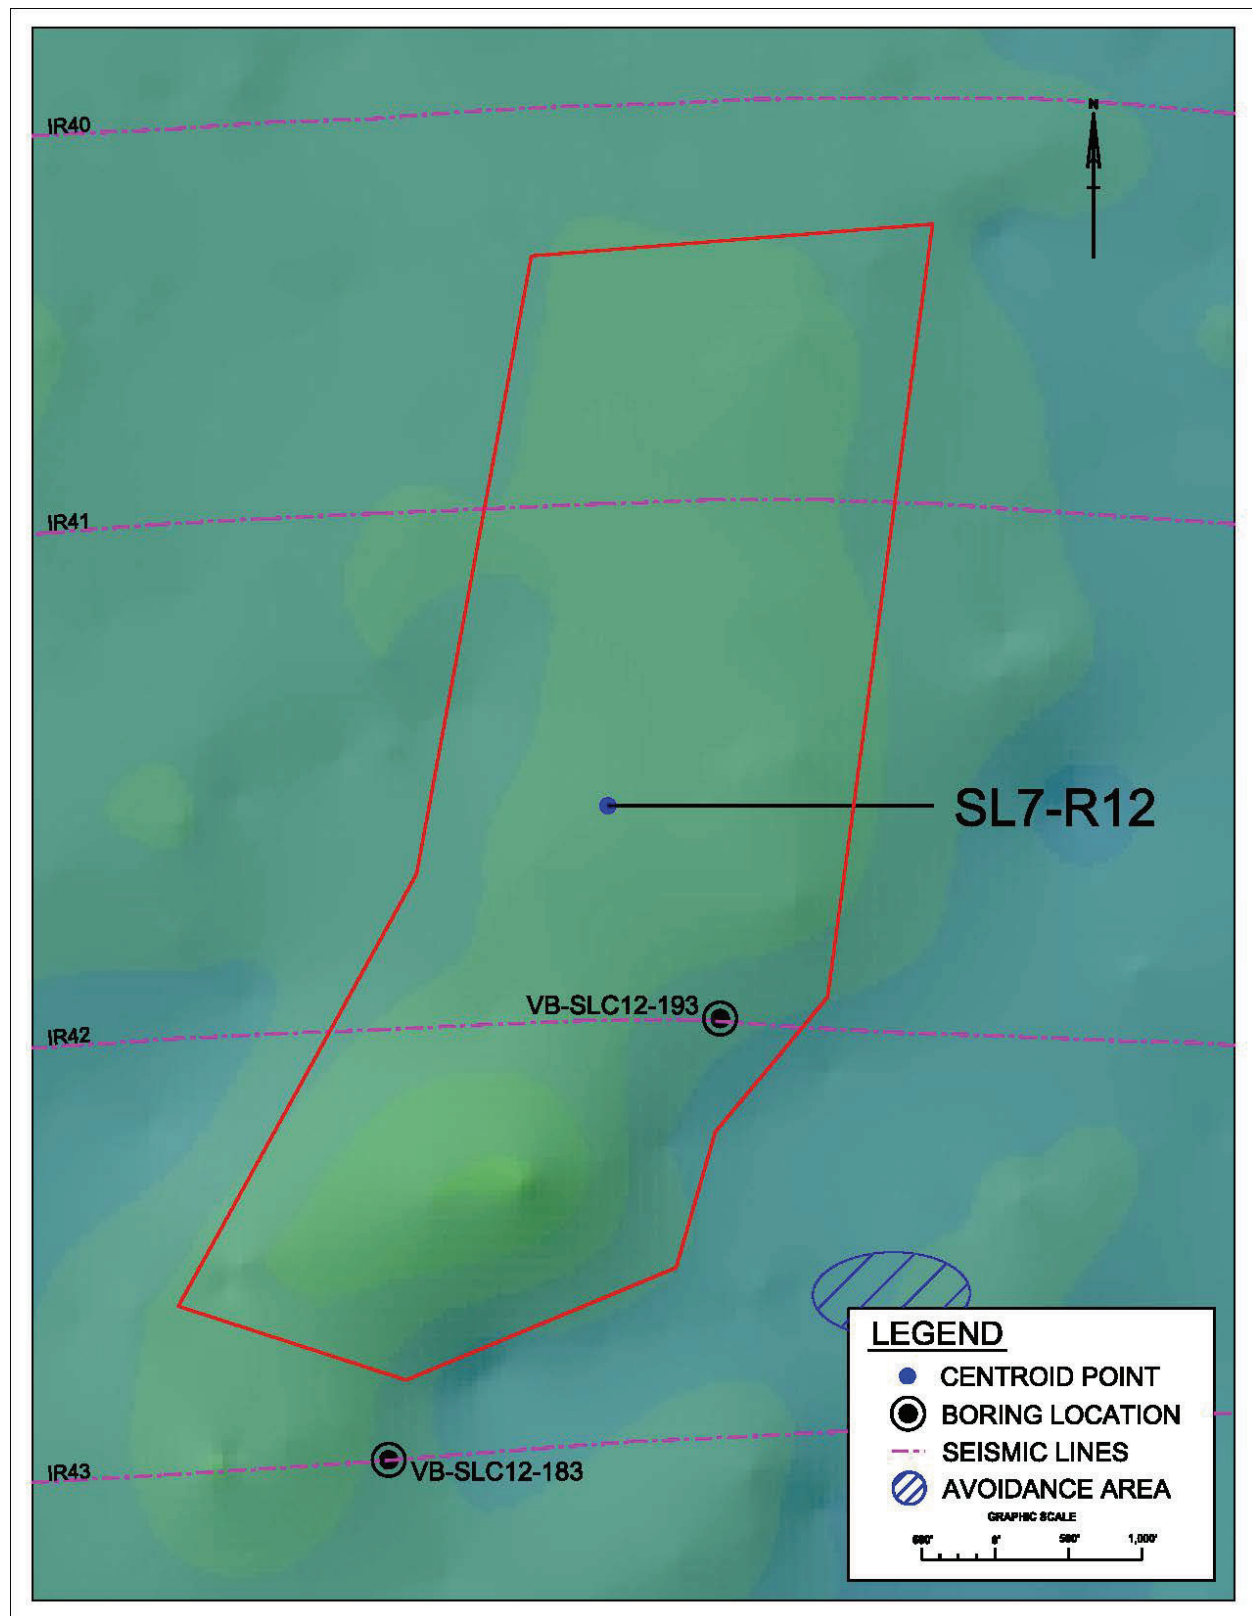 IR40
N
IR41
SL7-R12
VB-SLC12-193
IR42
LEGEND
CENTROID POINT
BORING LOCATION
SEISMIC LINES
AVOIDANCE AREA
GRAPHIC SCALE
500' 0' 500' 1,000'
IR43
VB-SLC12-183